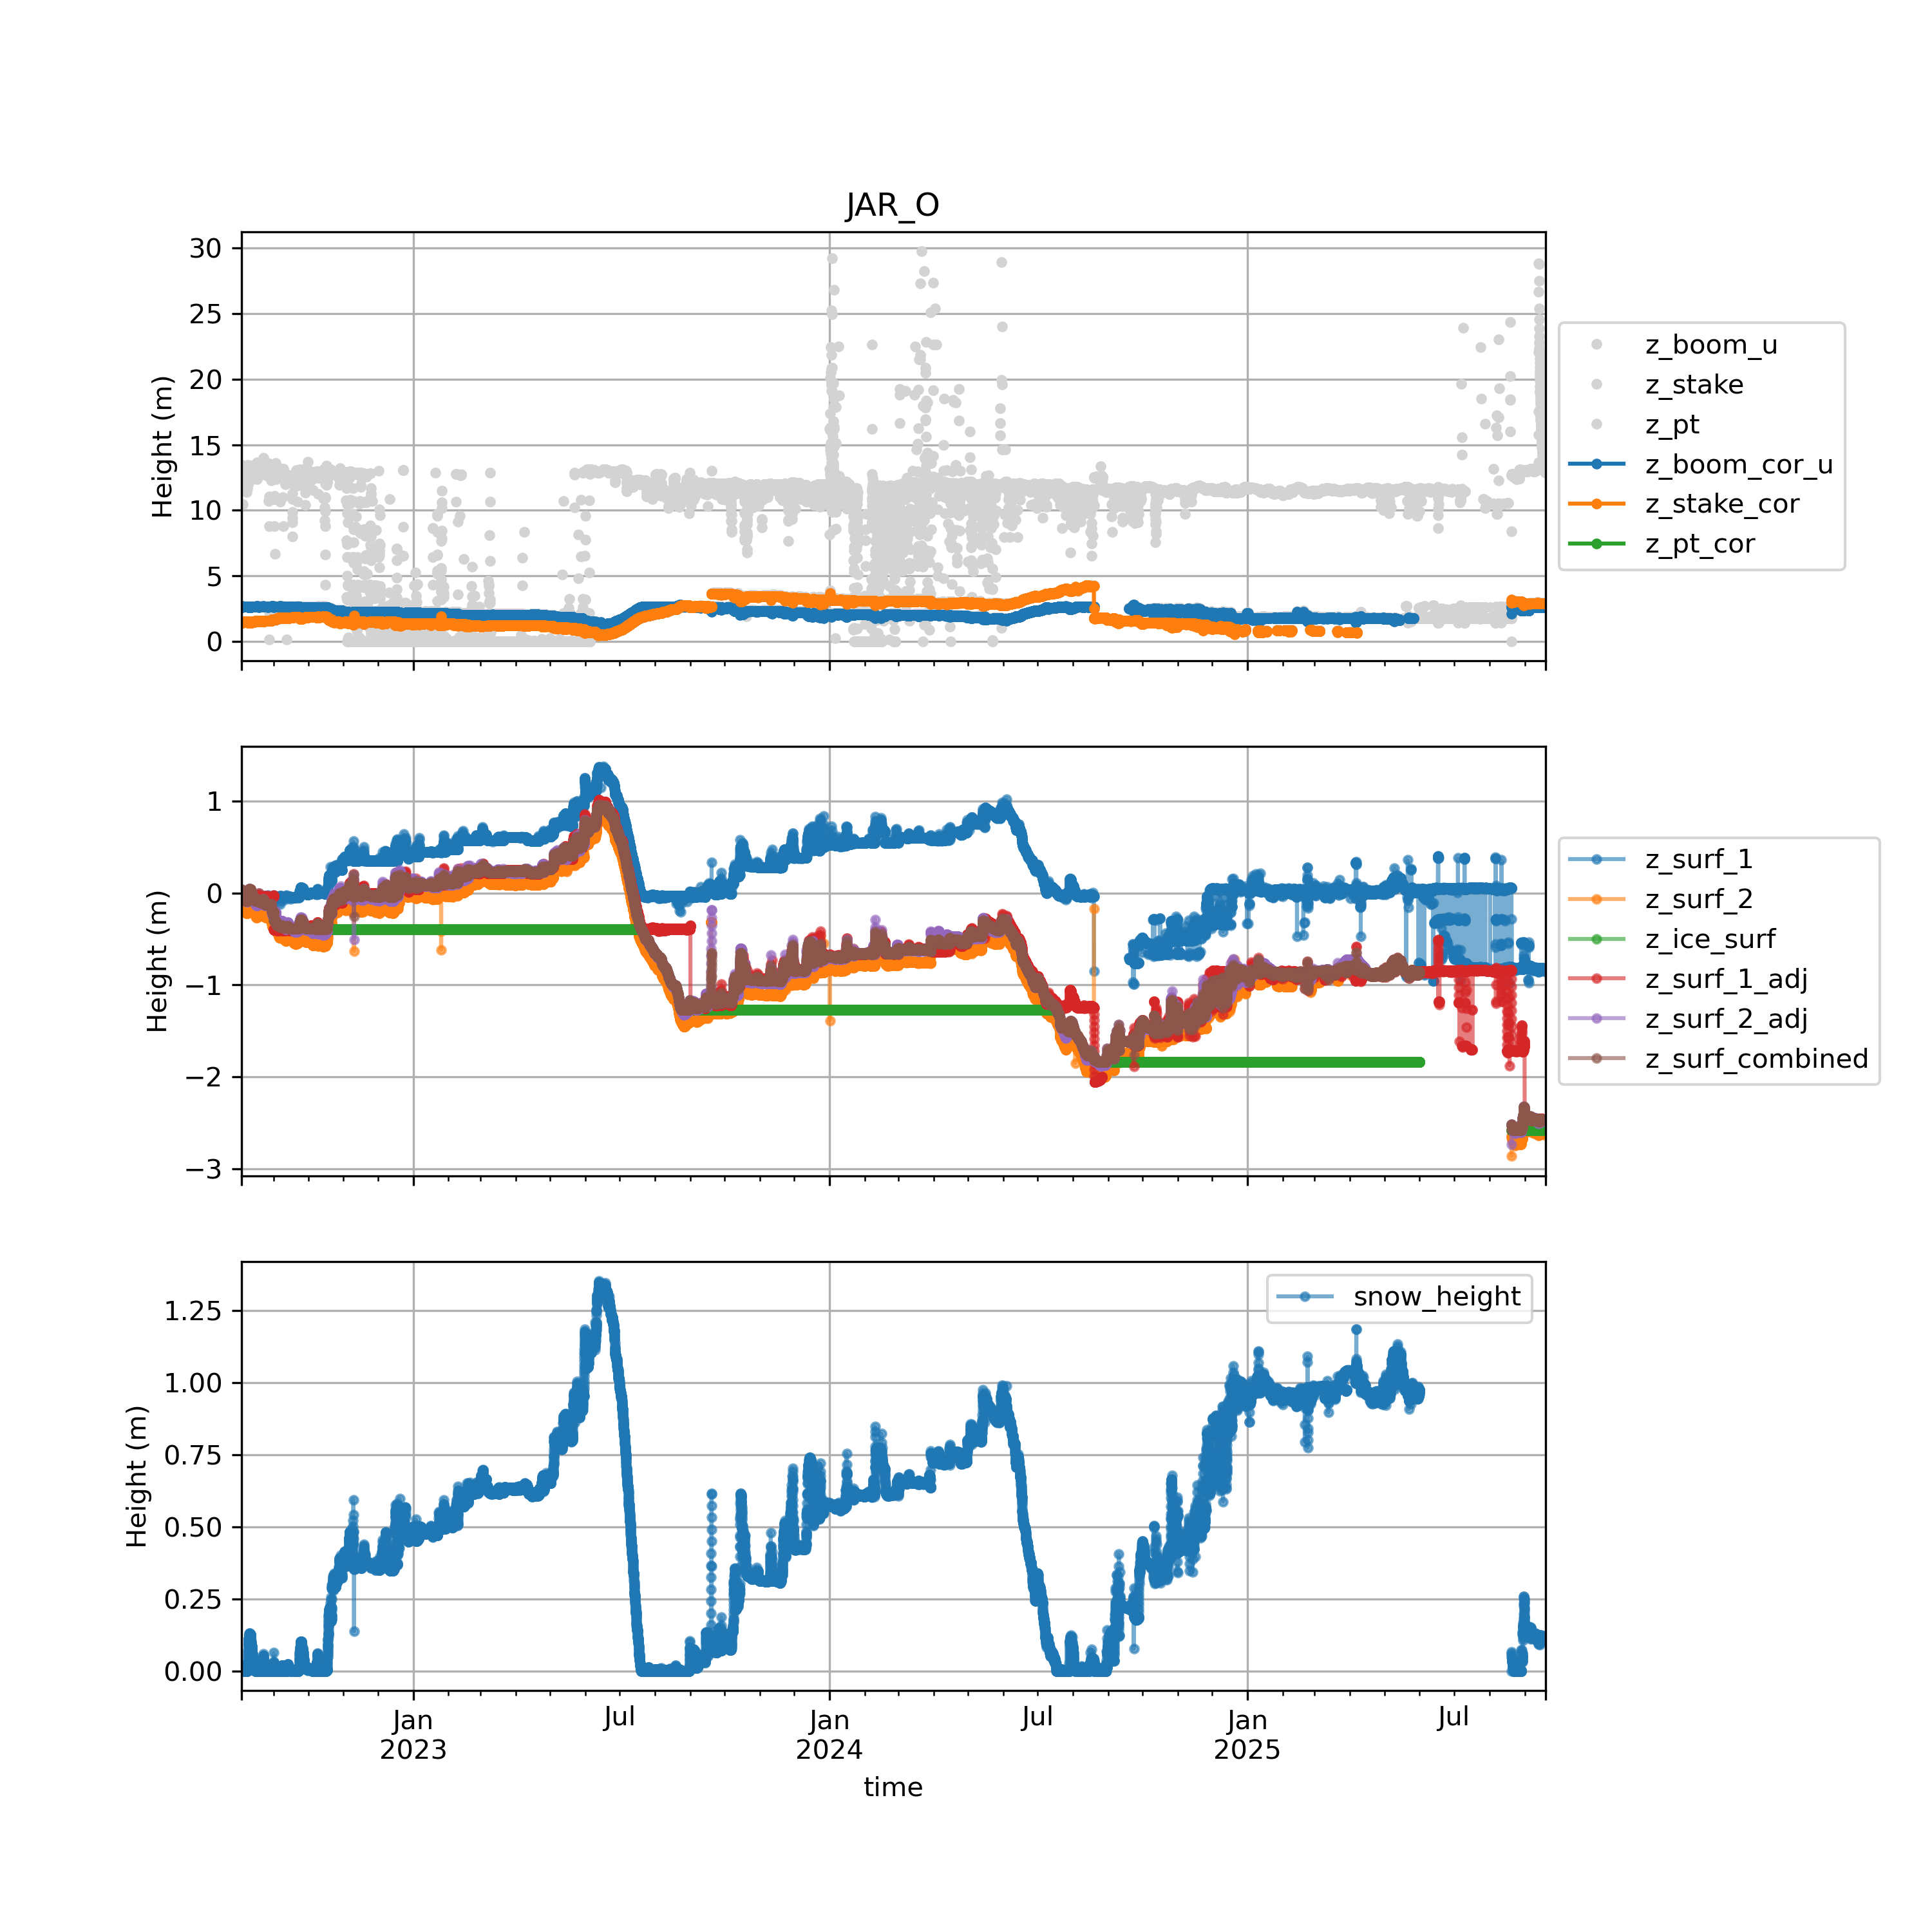 JAR_O
30
25
20
15
10
5
0
Height (m)
z_boom_u
z_stake
z_pt
z_boom_cor_u
z_stake_cor
z_pt_cor
1
0
−1
−2
−3
Height (m)
z_surf_1
z_surf_2
z_ice_surf
z_surf_1_adj
z_surf_2_adj
z_surf_combined
1.25
1.00
0.75
0.50
0.25
0.00
Height (m)
snow_height
Jan Jul Jan Jul Jan Jul
2023 2024 2025
time